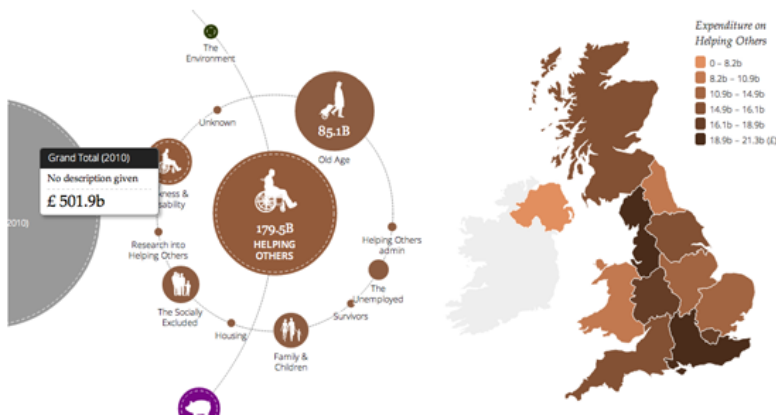 The
Environment
Unknown
85.1B
Old Age
Grand Total (2010)
No description given
£ 501.9b
2010)
kness &
sability
179.5B
HELPING
OTHERS
Helping Others
admin
Research into
Helping Others
The
Unemployed
The Socially
Excluded
Survivors
Housing
Family &
Children
Expenditure on
Helping Others
0 – 8.2b
8.2b – 10.9b
10.9b – 14.9b
14.9b – 16.1b
16.1b – 18.9b
18.9b – 21.3b (£)